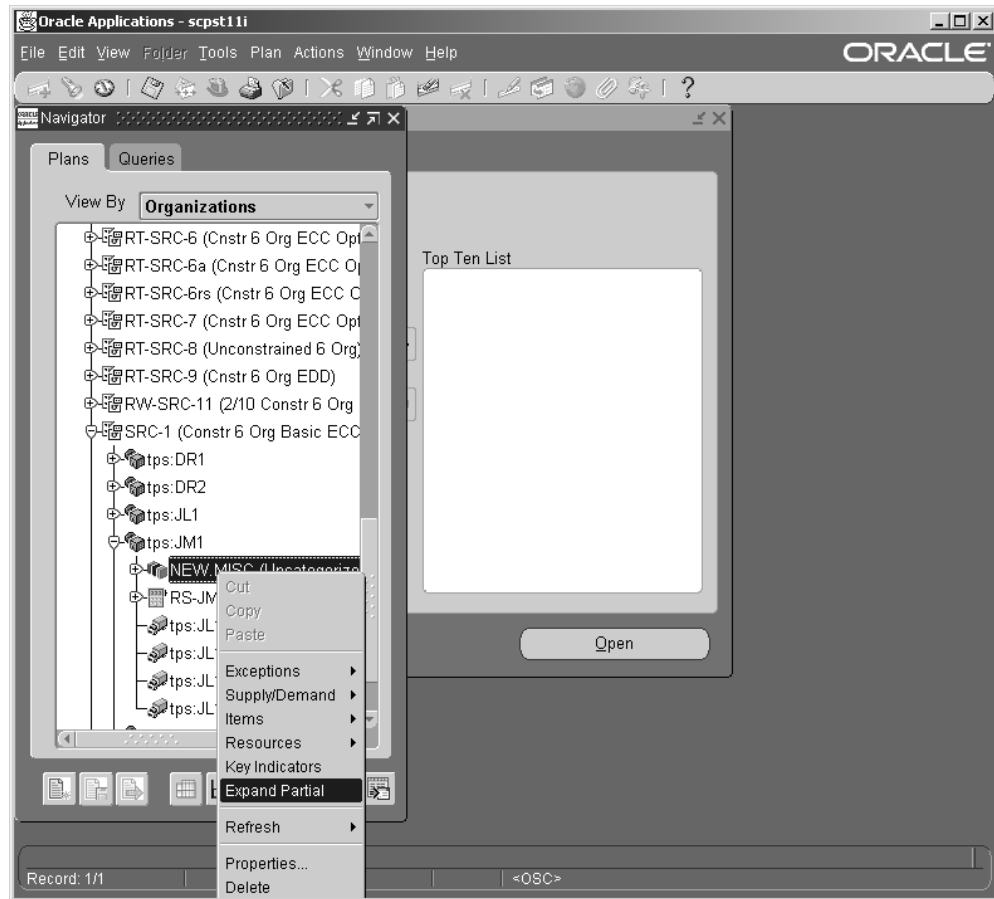 Oracle Applications - scpst11i
File Edit View Folder Tools Plan Actions Window Help
ORACLE
?
Navigator
Plans Queries
View By Organizations
RT-SRC-6 (Cnstr 6 Org ECC Opt
RT-SRC-6a (Cnstr 6 Org ECC O
RT-SRC-6rs (Cnstr 6 Org ECC O
RT-SRC-7 (Cnstr 6 Org ECC Opt
RT-SRC-8 (Unconstrained 6 Org)
RT-SRC-9 (Cnstr 6 Org EDD)
RW-SRC-11 (2/10 Constr 6 Org
SRC-1 (Constr 6 Org Basic ECC
tps:DR1
tps:DR2
tps:JL1
tps:JM1
NEW.MISC (Uncategorize
RS-JM
tps:JL
tps:JL
tps:JL
tps:JL
Top Ten List
Open
Cut
Copy
Paste
Exceptions
Supply/Demand
Items
Resources
Key Indicators
Expand Partial
Refresh
Properties...
Delete
Record: 1/1
<OSC>